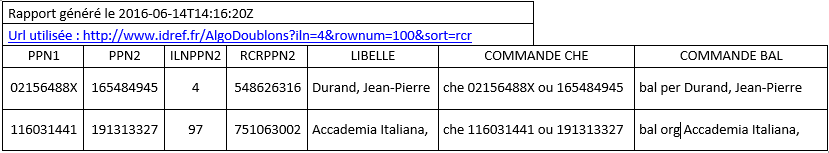 Rapport généré le 2016-06-14T14:16:20Z
Url utilisée : http://www.idref.fr/AlgoDoublons?iln=4&rownum=100&sort=rcr
PPN1 PPN2 ILNPPN2 RCRPPN2 LIBELLE COMMANDE CHE COMMANDE BAL
02156488X 165484945 4 548626316 Durand, Jean-Pierre che 02156488X ou 165484945 bal per Durand, Jean-Pierre
116031441 191313327 97 751063002 Accademia Italiana, che 116031441 ou 191313327 bal org Accademia Italiana,